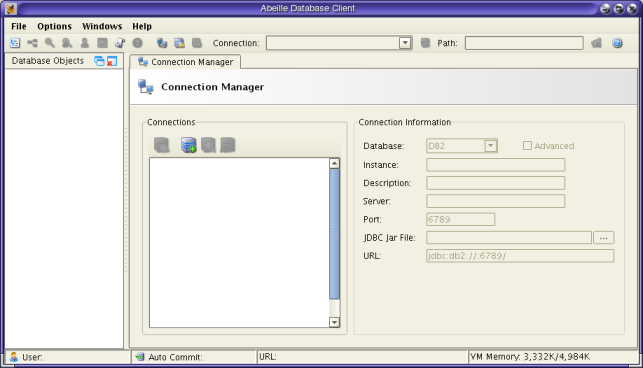 Abeille Database Client
File Options Windows Help
Connection: Path:
Database Objects
Connection Manager
Connection Manager
Connections
Connection Information
Database: DB2 Advanced
Instance:
Description:
Server:
Port: 6789
JDBC Jar File: ...
URL: jdbc:db2://:6789/
User: Auto Commit: URL: VM Memory: 3,332K/4,984K